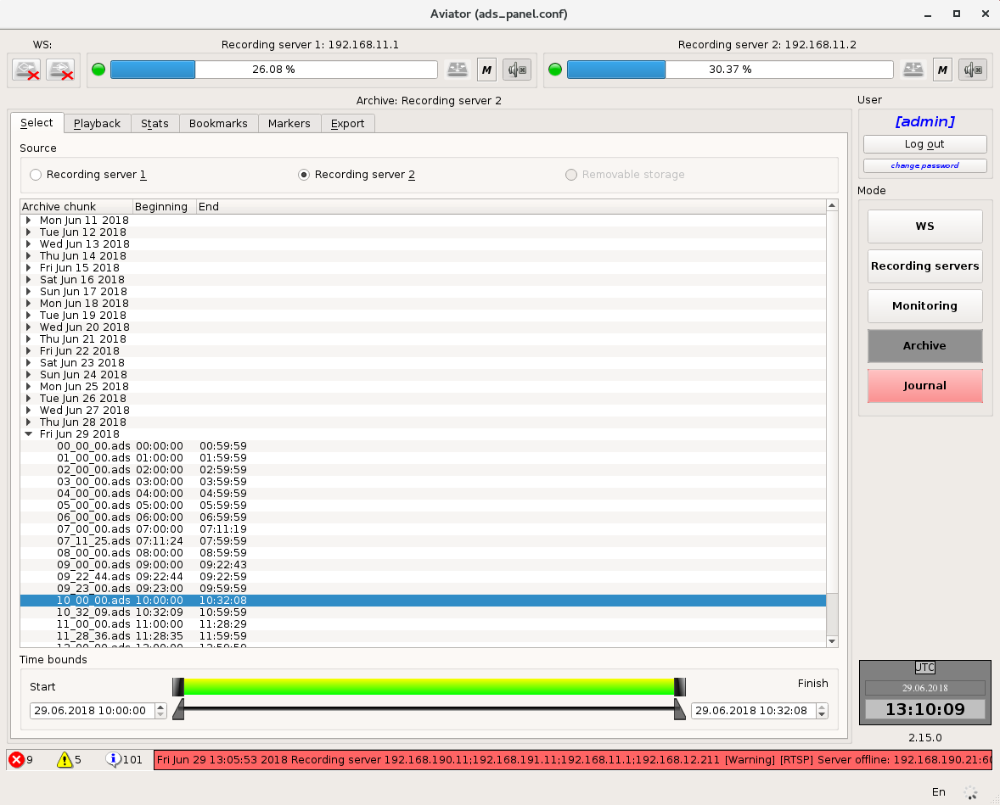 Aviator (ads_panel.conf)
WS:
Recording server 1: 192.168.11.1
Recording server 2: 192.168.11.2
26.08 %
M
30.37 %
M
Archive: Recording server 2
User
Select
Playback
Stats
Bookmarks
Markers
Export
[admin]
Log out
change password
Source
Recording server 1
Recording server 2
Removable storage
Mode
WS
Recording servers
Monitoring
Archive
Journal
Archive chunk Beginning End
Mon Jun 11 2018
Tue Jun 12 2018
Wed Jun 13 2018
Thu Jun 14 2018
Fri Jun 15 2018
Sat Jun 16 2018
Sun Jun 17 2018
Mon Jun 18 2018
Tue Jun 19 2018
Wed Jun 20 2018
Thu Jun 21 2018
Fri Jun 22 2018
Sat Jun 23 2018
Sun Jun 24 2018
Mon Jun 25 2018
Tue Jun 26 2018
Wed Jun 27 2018
Thu Jun 28 2018
Fri Jun 29 2018
00_00_00.ads 00:00:00 00:59:59
01_00_00.ads 01:00:00 01:59:59
02_00_00.ads 02:00:00 02:59:59
03_00_00.ads 03:00:00 03:59:59
04_00_00.ads 04:00:00 04:59:59
05_00_00.ads 05:00:00 05:59:59
06_00_00.ads 06:00:00 06:59:59
07_00_00.ads 07:00:00 07:11:19
07_11_25.ads 07:11:24 07:59:59
08_00_00.ads 08:00:00 08:59:59
09_00_00.ads 09:00:00 09:22:43
09_22_44.ads 09:22:44 09:22:59
09_23_00.ads 09:23:00 09:59:59
10_00_00.ads 10:00:00 10:32:08
10_32_09.ads 10:32:09 10:59:59
11_00_00.ads 11:00:00 11:28:29
11_28_36.ads 11:28:35 11:59:59
12_00_00.ads 12:00:00 12:59:59
Time bounds
Start
Finish
29.06.2018 10:00:00
29.06.2018 10:32:08
UTC
29.06.2018
13:10:09
2.15.0
9
5
101
Fri Jun 29 13:05:53 2018 Recording server 192.168.190.11;192.168.191.11;192.168.11.1;192.168.12.211 [Warning] [RTSP] Server offline: 192.168.190.21:60
En